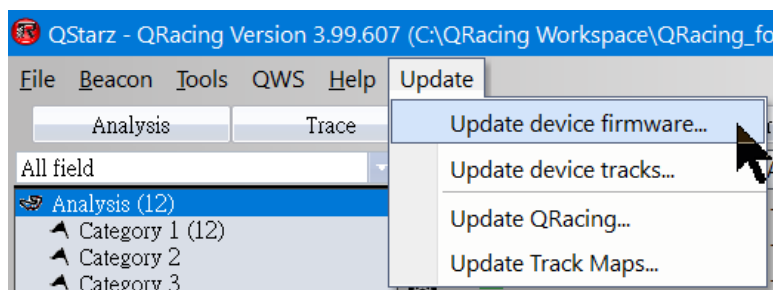 QStarz - QRacing Version 3.99.607 (C:\QRacing Workspace\QRacing_fo
File Beacon Tools QWS Help Update
Analysis Trace
Update device firmware...
All field
Update device tracks...
Analysis (12)
Category 1 (12)
Update QRacing...
Category 2
Update Track Maps...
Category 3